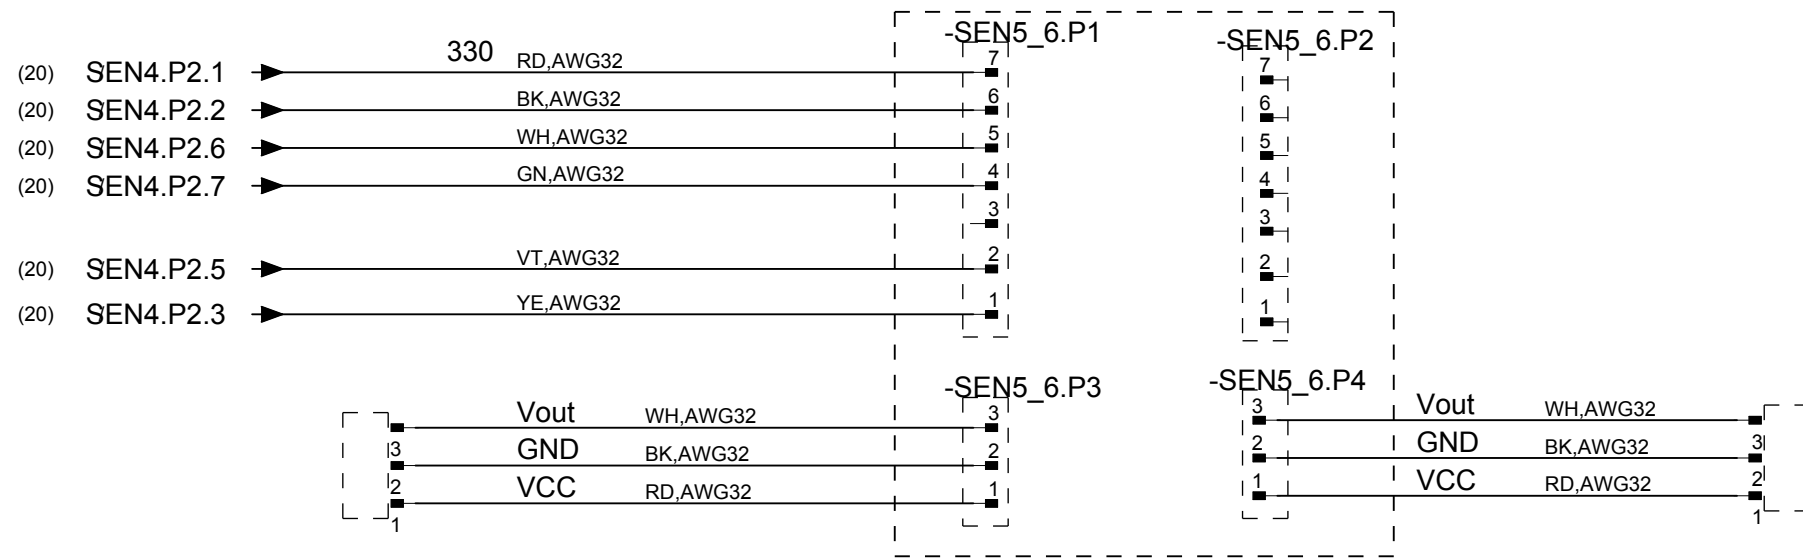 -SEN5_6.P1
-SEN5_6.P2
(20) SEN4.P2.1 330 RD,AWG32 7 7
(20) SEN4.P2.2 BK,AWG32 6 6
(20) SEN4.P2.6 WH,AWG32 5 5
(20) SEN4.P2.7 GN,AWG32 4 4
3 3
(20) SEN4.P2.5 VT,AWG32 2 2
(20) SEN4.P2.3 YE,AWG32 1 1
-SEN5_6.P3
-SEN5_6.P4
Vout WH,AWG32 3 3 Vout WH,AWG32
3 GND BK,AWG32 2 2 GND BK,AWG32 3
2 VCC RD,AWG32 1 1 VCC RD,AWG32 2
1 1